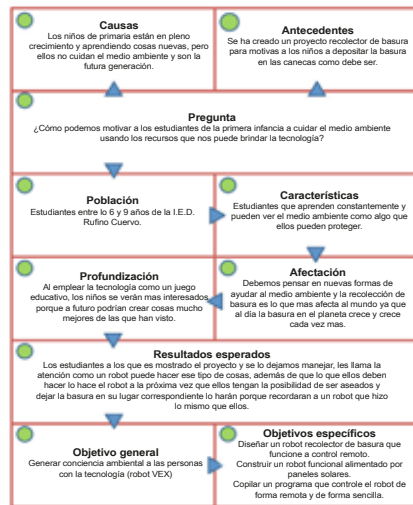 Causas
Los niños de primaria están en pleno
crecimiento y aprendiendo cosas nuevas, pero
ellos no cuidan el medio ambiente y son la
futura generación.
Antecedentes
Se ha creado un proyecto recolector de basura
para motivas a los niños a depositar la basura
en las canecas como debe ser.
Pregunta
¿Cómo podemos motivar a los estudiantes de la primera infancia a cuidar el medio ambiente
usando los recursos que nos puede brindar la tecnología?
Población
Estudiantes entre lo 6 y 9 años de la I.E.D.
Rufino Cuervo.
Características
Estudiantes que aprenden constantemente y
pueden ver el medio ambiente como algo que
ellos pueden proteger.
Profundización
Al emplear la tecnología como un juego
educativo, los niños se verán mas interesados
porque a futuro podrían crear cosas mucho
mejores de las que han visto.
Afectación
Debemos pensar en nuevas formas de
ayudar al medio ambiente y la recolección de
basura es lo que mas afecta al mundo ya que
al día la basura en el planeta crece y crece
cada vez mas.
Resultados esperados
Los estudiantes a los que es mostrado el proyecto y se lo dejamos manejar, les llama la
atención como un robot puede hacer ese tipo de cosas, además de que lo que ellos deben
hacer lo hace el robot a la próxima vez que ellos tengan la posibilidad de ser aseados y
dejar la basura en su lugar correspondiente lo harán porque recordaran a un robot que hizo
lo mismo que ellos.
Objetivo general
Generar conciencia ambiental a las personas
con la tecnología (robot VEX)
Objetivos específicos
Diseñar un robot recolector de basura que
funcione a control remoto.
Construir un robot funcional alimentado por
paneles solares.
Copilar un programa que controle el robot
de forma remota y de forma sencilla.